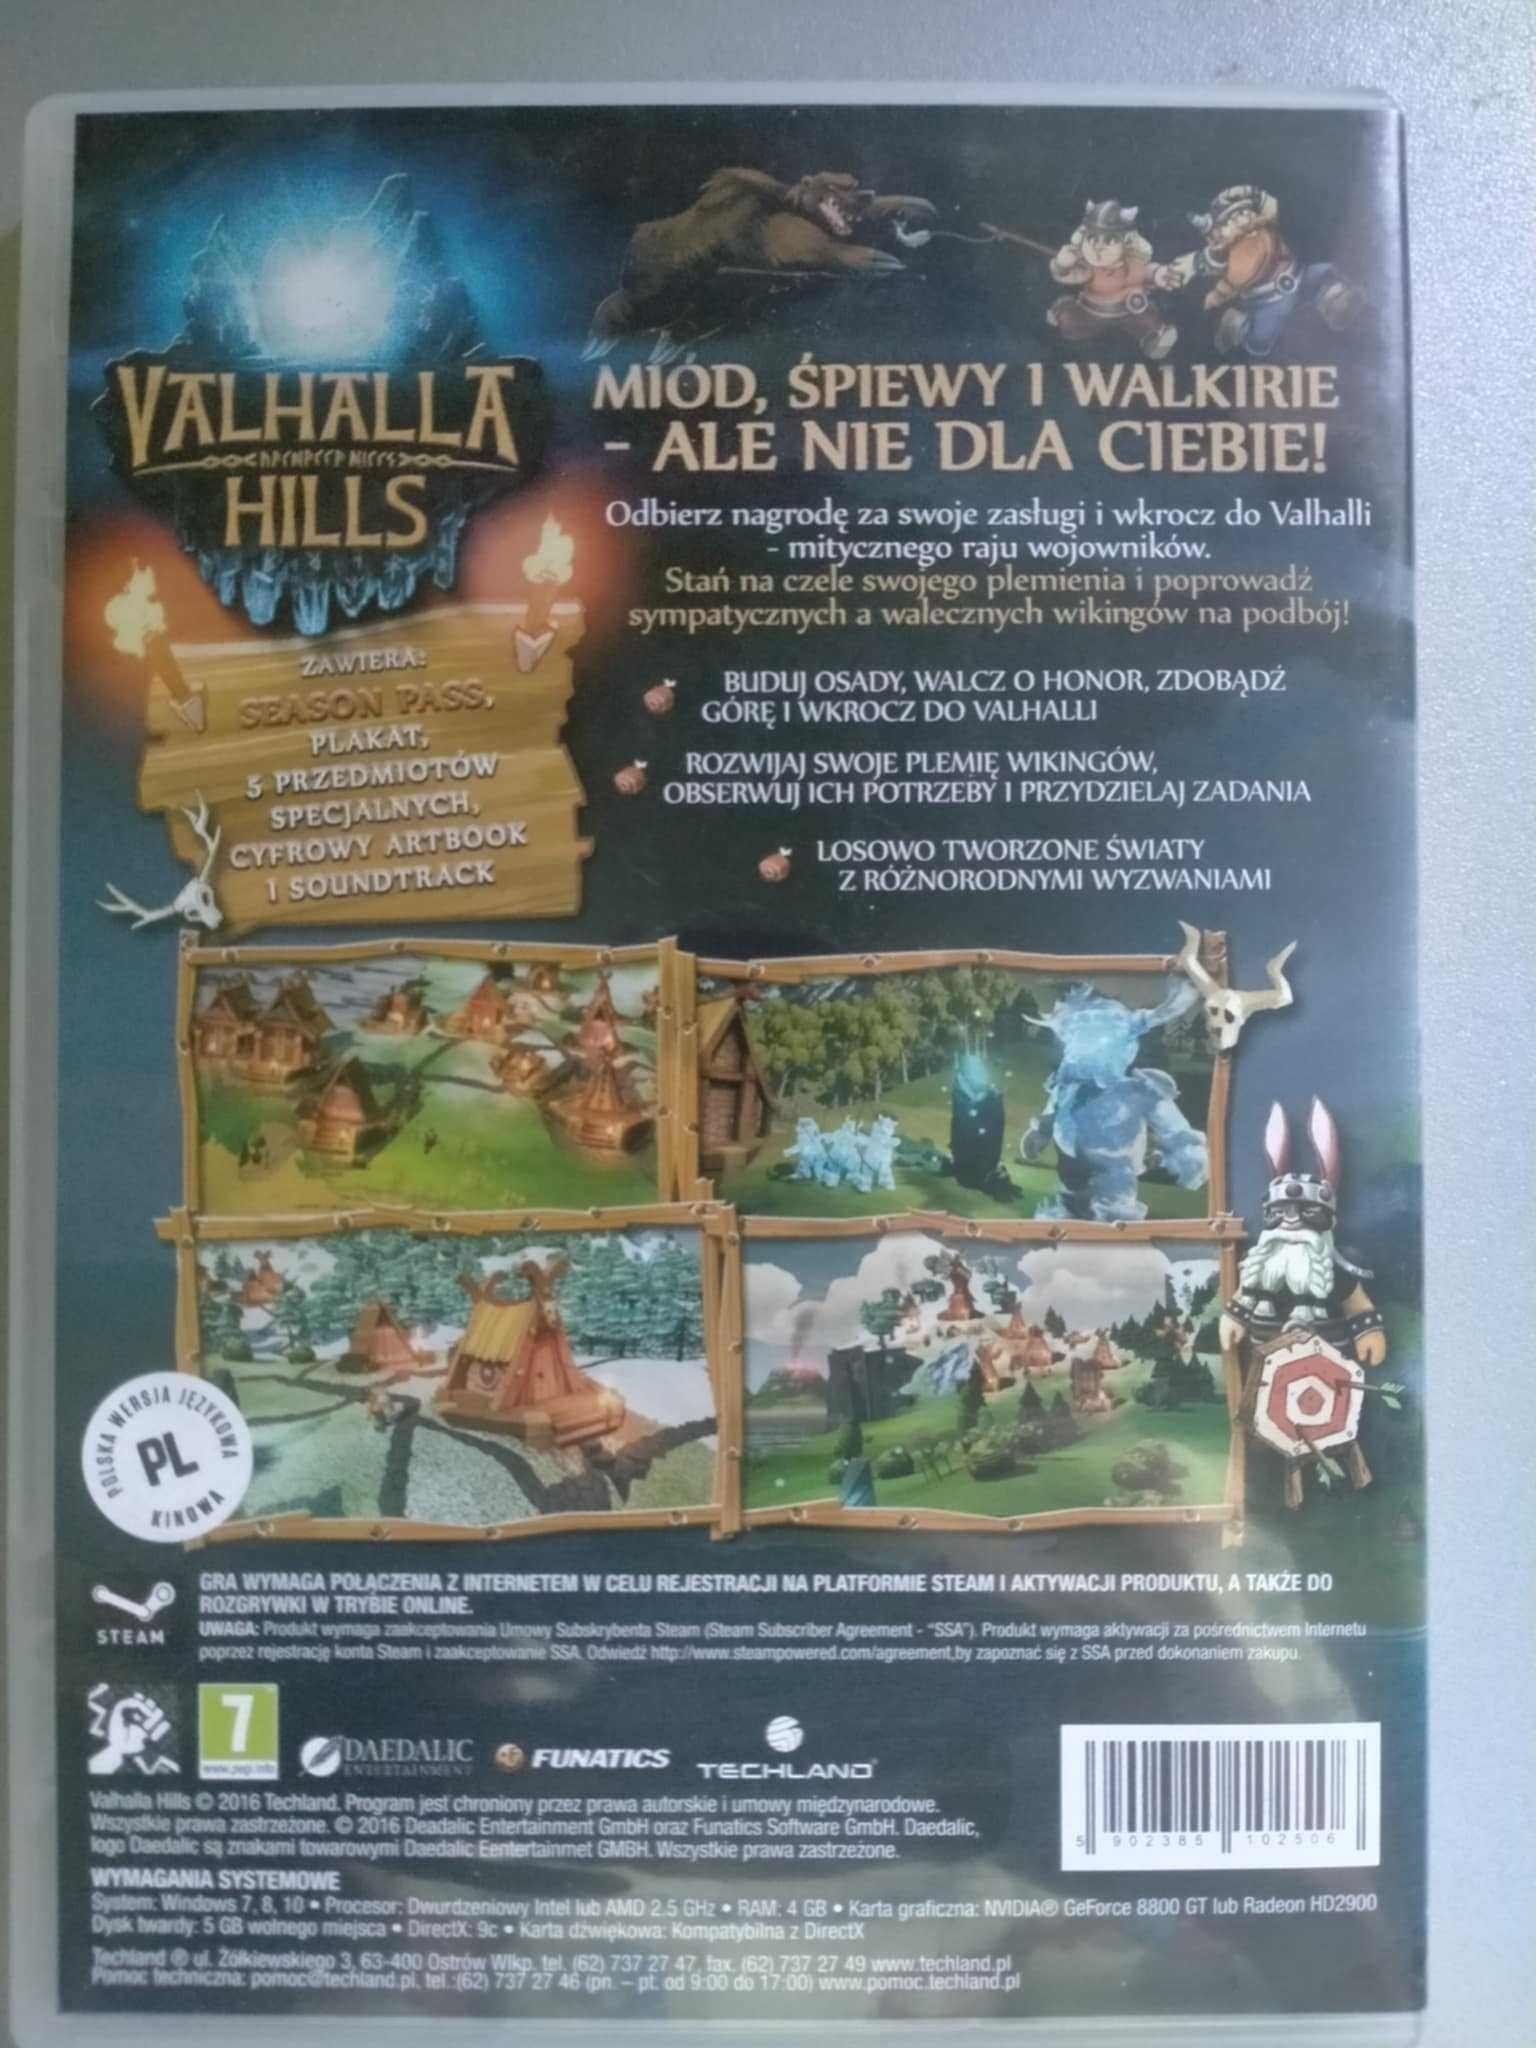 VALHALLA
HILLS
MIÓD, ŚPIEWY I WALKIRIE
- ALE NIE DLA CIEBIE!
Odbierz nagrodę za swoje zasługi i wkrocz do Valhalli
- mitycznego raju wojowników.
Stań na czele swojego plemienia i poprowadź
sympatycznych a walecznych wikingów na podbój!
ZAWIERA:
SEASON PASS,
PLAKAT,
5 PRZEDMIOTÓW
SPECJALNYCH,
CYFROWY ARTBOOK
I SOUNDTRACK
BUDUJ OSADY, WALCZ O HONOR, ZDOBĄDŹ
GÓRĘ I WKROCZ DO VALHALLI
ROZWIJAJ SWOJE PLEMIĘ WIKINGÓW,
OBSERWUJ ICH POTRZEBY I PRZYDZIELAJ ZADANIA
LOSOWO TWORZONE ŚWIATY
Z RÓŻNORODNYMI WYZWANIAMI
POLSKA WERSJA JĘZYKOWA
PL
KINOWA
STEAM
GRA WYMAGA POŁĄCZENIA Z INTERNETEM W CELU REJESTRACJI NA PLATFORMIE STEAM I AKTYWACJI PRODUKTU, A TAKŻE DO
ROZGRYWKI W TRYBIE ONLINE.
UWAGA: Produkt wymaga zaakceptowania Umowy Subskrybenta Steam (Steam Subscriber Agreement - "SSA"). Produkt wymaga aktywacji za pośrednictwem Internetu
poprzez rejestrację konta Steam i zaakceptowanie SSA. Odwiedź http://www.steampowered.com/agreement,by zapoznać się z SSA przed dokonaniem zakupu.
7
www.pegi.info
DAEDALIC
ENTERTAINMENT
FUNATICS
TECHLAND
Valhalla Hills © 2016 Techland. Program jest chroniony przez prawa autorskie i umowy międzynarodowe.
Wszystkie prawa zastrzeżone. © 2016 Deadalic Entertainment GmbH oraz Funatics Software GmbH. Daedalic,
logo Daedalic są znakami towarowymi Daedalic Eentertainmet GMBH. Wszystkie prawa zastrzeżone.
5 902385 102506
WYMAGANIA SYSTEMOWE
System: Windows 7, 8, 10 • Procesor: Dwurdzeniowy Intel lub AMD 2.5 GHz • RAM: 4 GB • Karta graficzna: NVIDIA® GeForce 8800 GT lub Radeon HD2900
Dysk twardy: 5 GB wolnego miejsca • DirectX: 9c • Karta dźwiękowa: Kompatybilna z DirectX
Techland ® ul. Żółkiewskiego 3, 63-400 Ostrów Wlkp. tel. (62) 737 27 47, fax. (62) 737 27 49 www.techland.pl
Pomoc techniczna: pomoc@techland.pl, tel.:(62) 737 27 46 (pn. – pt. od 9:00 do 17:00) www.pomoc.techland.pl